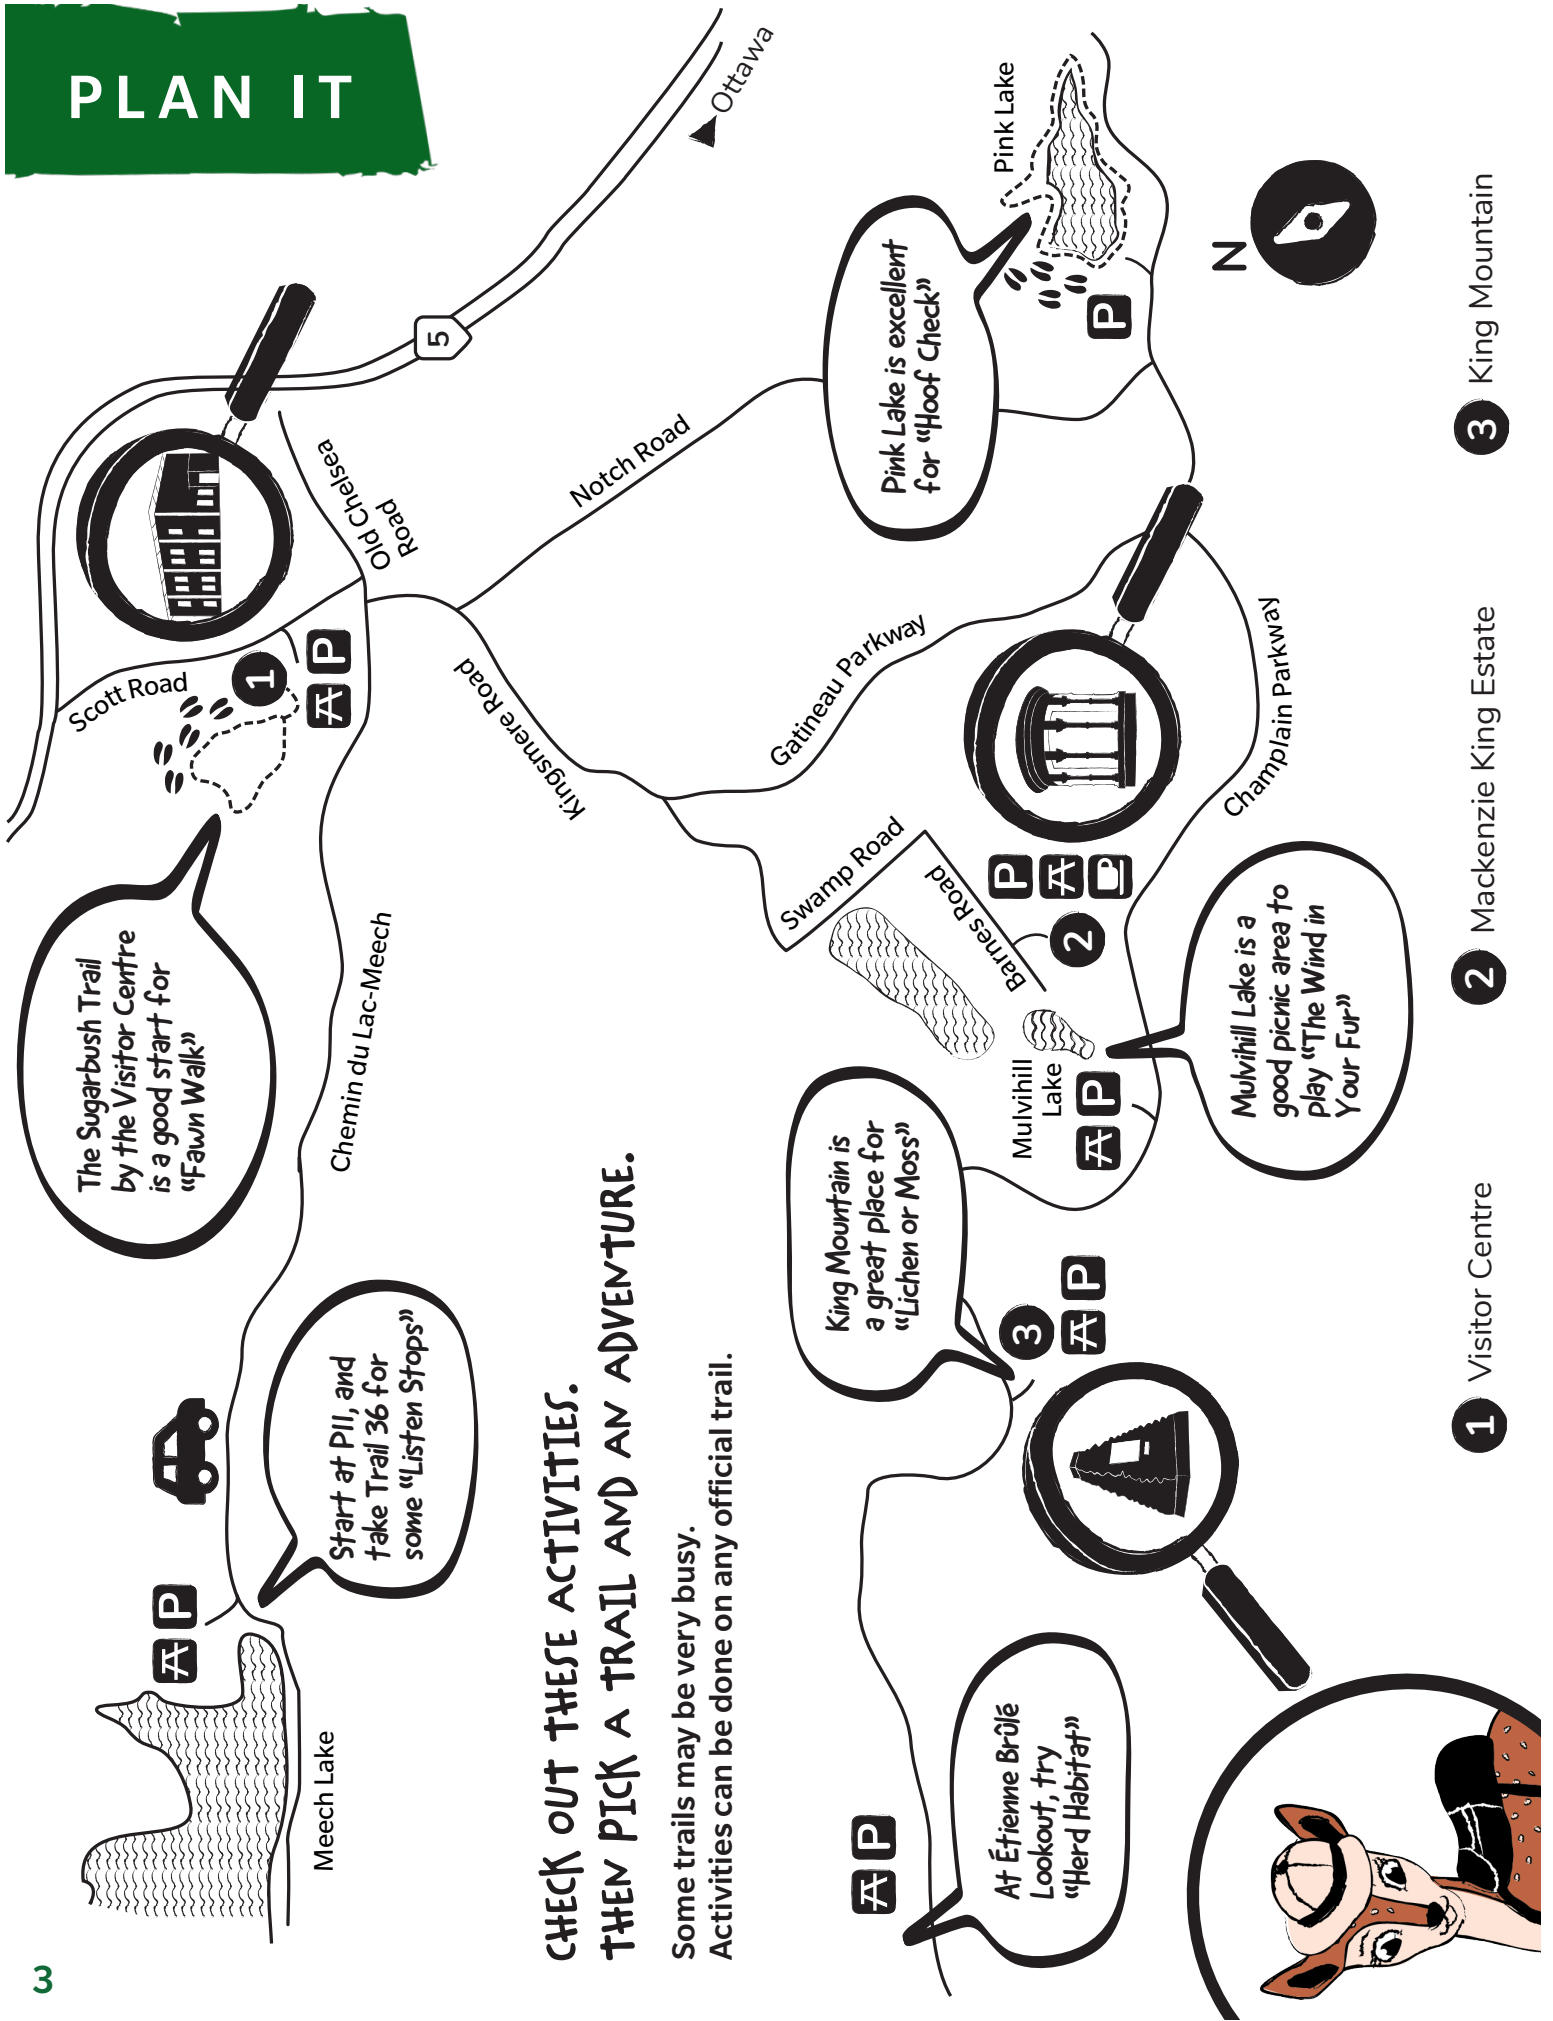 PLAN IT
Ottawa
5
Pink Lake
Pink Lake is excellent
for “Hoof Check”
N
Old Chelsea
Road
Notch Road
Scott Road
1
P
Kingsmere Road
Gatineau Parkway
Champlain Parkway
P
Swamp Road
Barnes Road
P
2
The Sugarbush Trail
by the Visitor Centre
is a good start for
“Fawn Walk”
Chemin du Lac-Meech
Mulvihill
Lake
P
Mulvihill Lake is a
good picnic area to
play “The Wind in
Your Fur”
King Mountain is
a great place for
“Lichen or Moss”
3
P
Start at P11, and
take Trail 36 for
some “Listen Stops”
P
Meech Lake
CHECK OUT THESE ACTIVITIES.
THEN PICK A TRAIL AND AN ADVENTURE.
Some trails may be very busy.
Activities can be done on any official trail.
P
At Étienne Brûlé
Lookout, try
“Herd Habitat”
1 Visitor Centre
2 Mackenzie King Estate
3 King Mountain
3